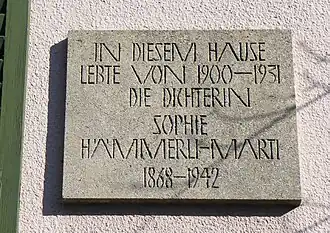 IN DIESEM HAUSE
LEBTE VON 1900–1931
DIE DICHTERIN
SOPHIE
HÄMMERLI-MARTI
1868–1942